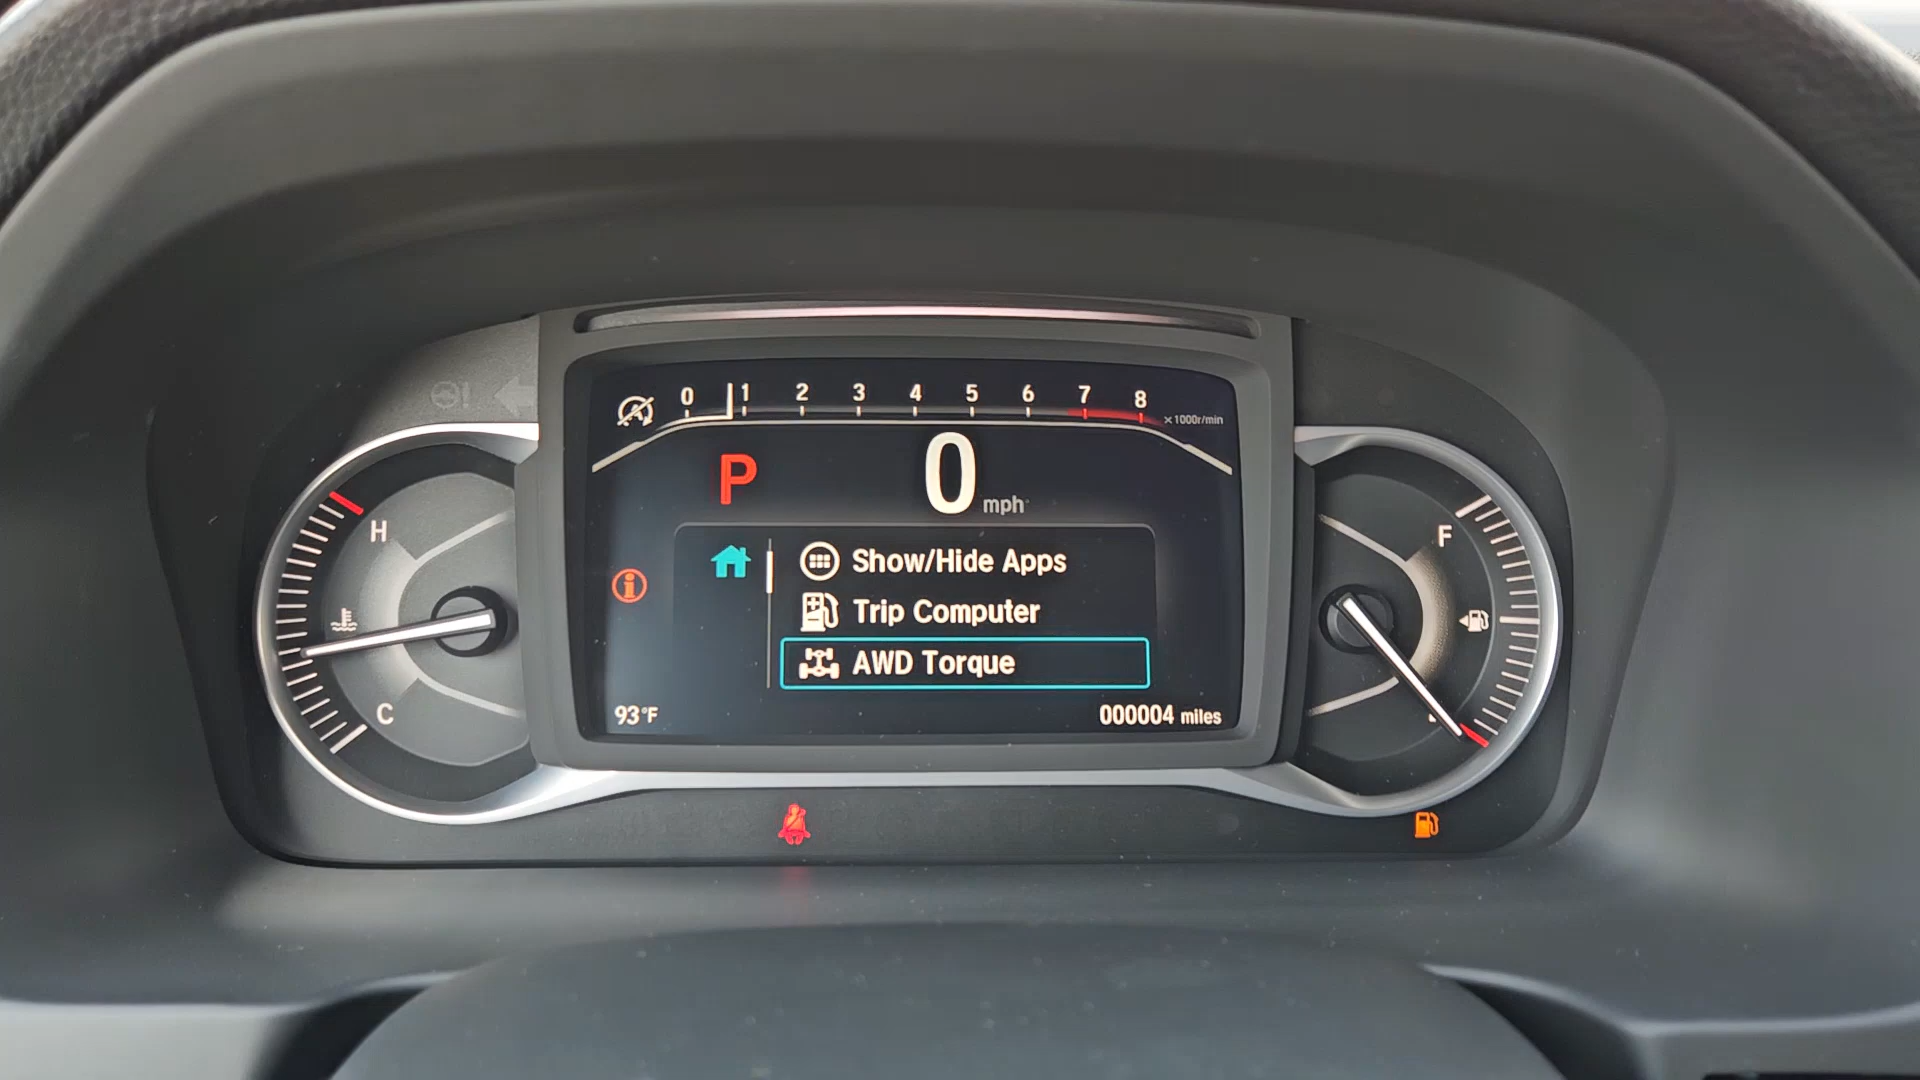 0 1 2 3 4 5 6 7 8
x1000r/min
P 0 mph
H
F
Show/Hide Apps
Trip Computer
AWD Torque
C
93°F
000004 miles